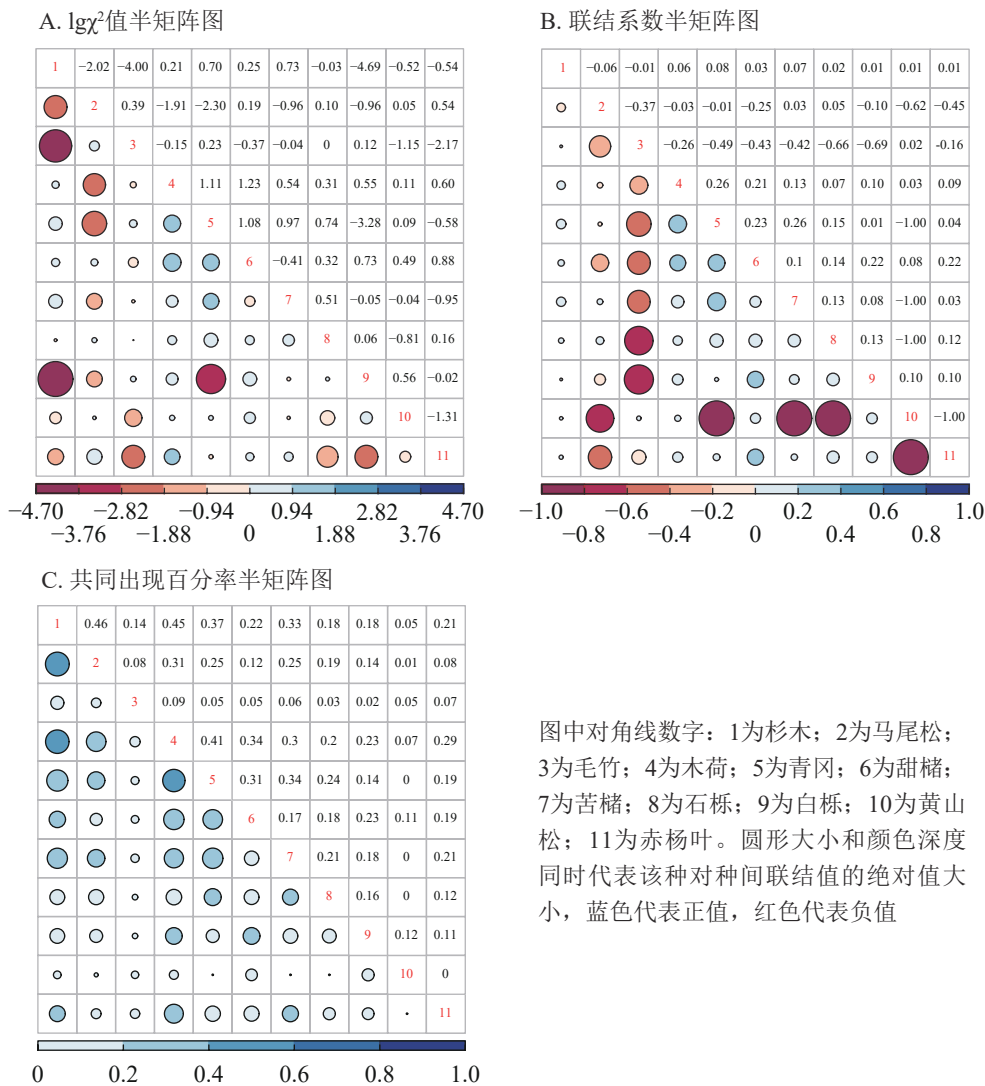 A. lgχ²值半矩阵图
1 −2.02 −4.00 0.21 0.70 0.25 0.73 −0.03 −4.69 −0.52 −0.54
2 0.39 −1.91 −2.30 0.19 −0.96 0.10 −0.96 0.05 0.54
3 −0.15 0.23 −0.37 −0.04 0 0.12 −1.15 −2.17
4 1.11 1.23 0.54 0.31 0.55 0.11 0.60
5 1.08 0.97 0.74 −3.28 0.09 −0.58
6 −0.41 0.32 0.73 0.49 0.88
7 0.51 −0.05 −0.04 −0.95
8 0.06 −0.81 0.16
9 0.56 −0.02
10 −1.31
11
−4.70 −2.82 −0.94 0.94 2.82 4.70
−3.76 −1.88 0 1.88 3.76
B. 联结系数半矩阵图
1 −0.06 −0.01 0.06 0.08 0.03 0.07 0.02 0.01 0.01 0.01
2 −0.37 −0.03 −0.01 −0.25 0.03 0.05 −0.10 −0.62 −0.45
3 −0.26 −0.49 −0.43 −0.42 −0.66 −0.69 0.02 -0.16
4 0.26 0.21 0.13 0.07 0.10 0.03 0.09
5 0.23 0.26 0.15 0.01 −1.00 0.04
6 0.1 0.14 0.22 0.08 0.22
7 0.13 0.08 −1.00 0.03
8 0.13 −1.00 0.12
9 0.10 0.10
10 −1.00
11
−1.0 −0.6 −0.2 0.2 0.6 1.0
−0.8 −0.4 0 0.4 0.8
C. 共同出现百分率半矩阵图
1 0.46 0.14 0.45 0.37 0.22 0.33 0.18 0.18 0.05 0.21
2 0.08 0.31 0.25 0.12 0.25 0.19 0.14 0.01 0.08
3 0.09 0.05 0.05 0.06 0.03 0.02 0.05 0.07
4 0.41 0.34 0.3 0.2 0.23 0.07 0.29
5 0.31 0.34 0.24 0.14 0 0.19
6 0.17 0.18 0.23 0.11 0.19
7 0.21 0.18 0 0.21
8 0.16 0 0.12
9 0.12 0.11
10 0
11
0 0.2 0.4 0.6 0.8 1.0
图中对角线数字：1为杉木；2为马尾松；
3为毛竹；4为木荷；5为青冈；6为甜槠；
7为苦槠；8为石栎；9为白栎；10为黄山
松；11为赤杨叶。圆形大小和颜色深度
同时代表该种对种间联结值的绝对值大
小，蓝色代表正值，红色代表负值